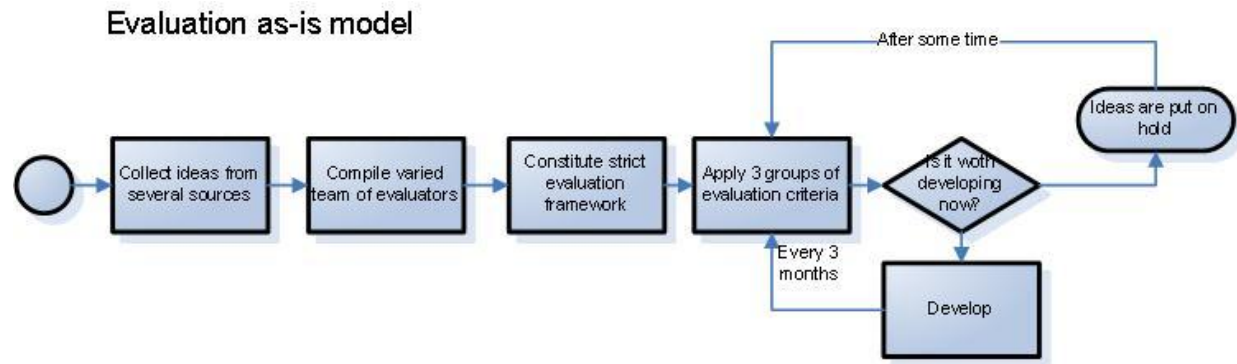 Evaluation as-is model
After some time
Ideas are put on
hold
Collect ideas from
several sources
Compile varied
team of evaluators
Constitute strict
evaluation
framework
Apply 3 groups of
evaluation criteria
Is it woth
developing
now?
Every 3
months
Develop